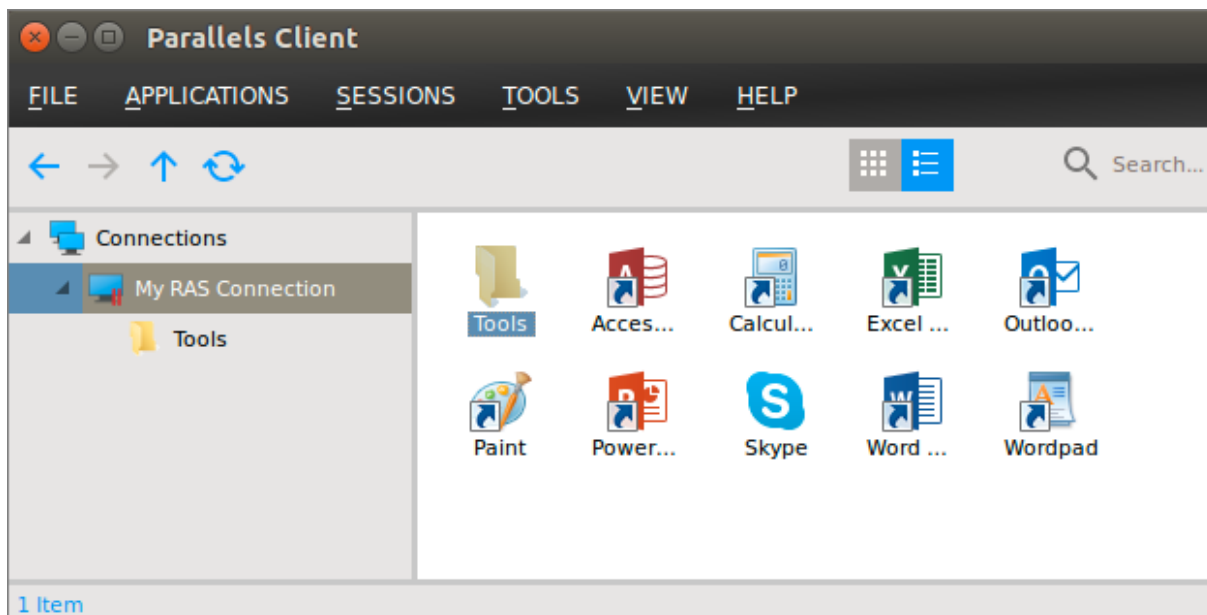 Parallels Client
FILE APPLICATIONS SESSIONS TOOLS VIEW HELP
Search...
Connections
My RAS Connection
Tools
Tools Acces... Calcul... Excel ... Outloo...
Paint Power... Skype Word ... Wordpad
1 Item